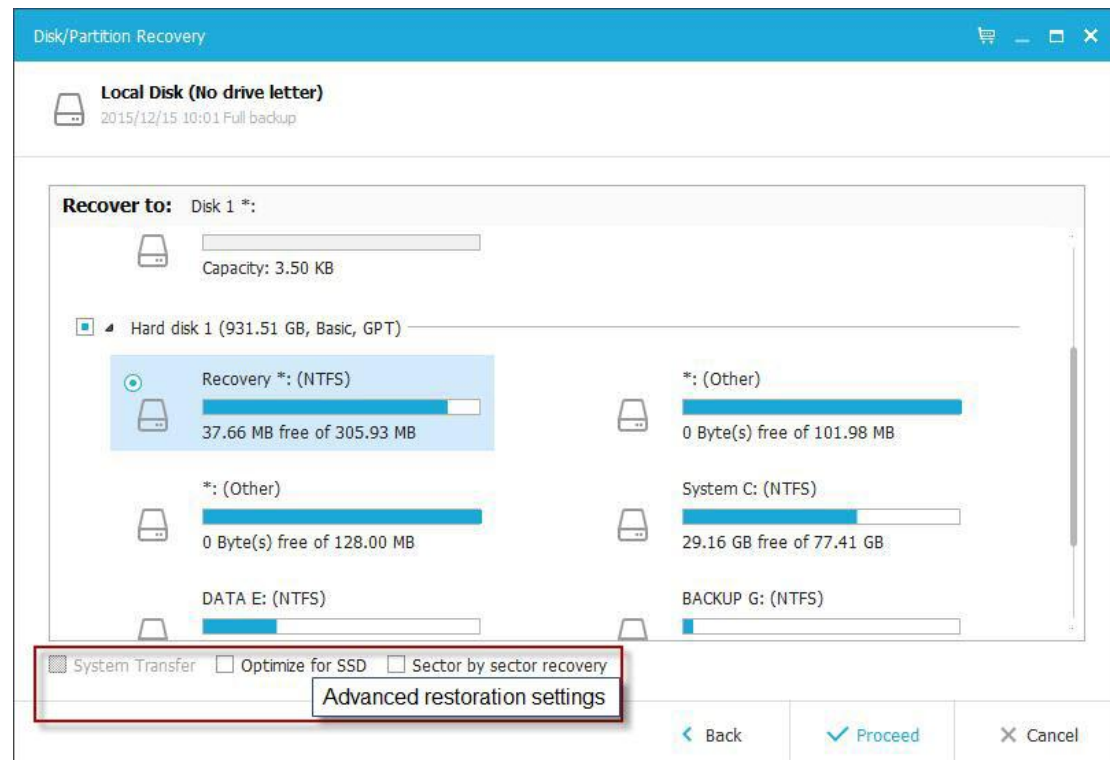 Disk/Partition Recovery
Local Disk (No drive letter)
2015/12/15 10:01 Full backup
Recover to: Disk 1 *:
Capacity: 3.50 KB
Hard disk 1 (931.51 GB, Basic, GPT)
Recovery *: (NTFS)
37.66 MB free of 305.93 MB
*: (Other)
0 Byte(s) free of 101.98 MB
*: (Other)
0 Byte(s) free of 128.00 MB
System C: (NTFS)
29.16 GB free of 77.41 GB
DATA E: (NTFS)
BACKUP G: (NTFS)
System Transfer Optimize for SSD Sector by sector recovery
Advanced restoration settings
Back Proceed Cancel